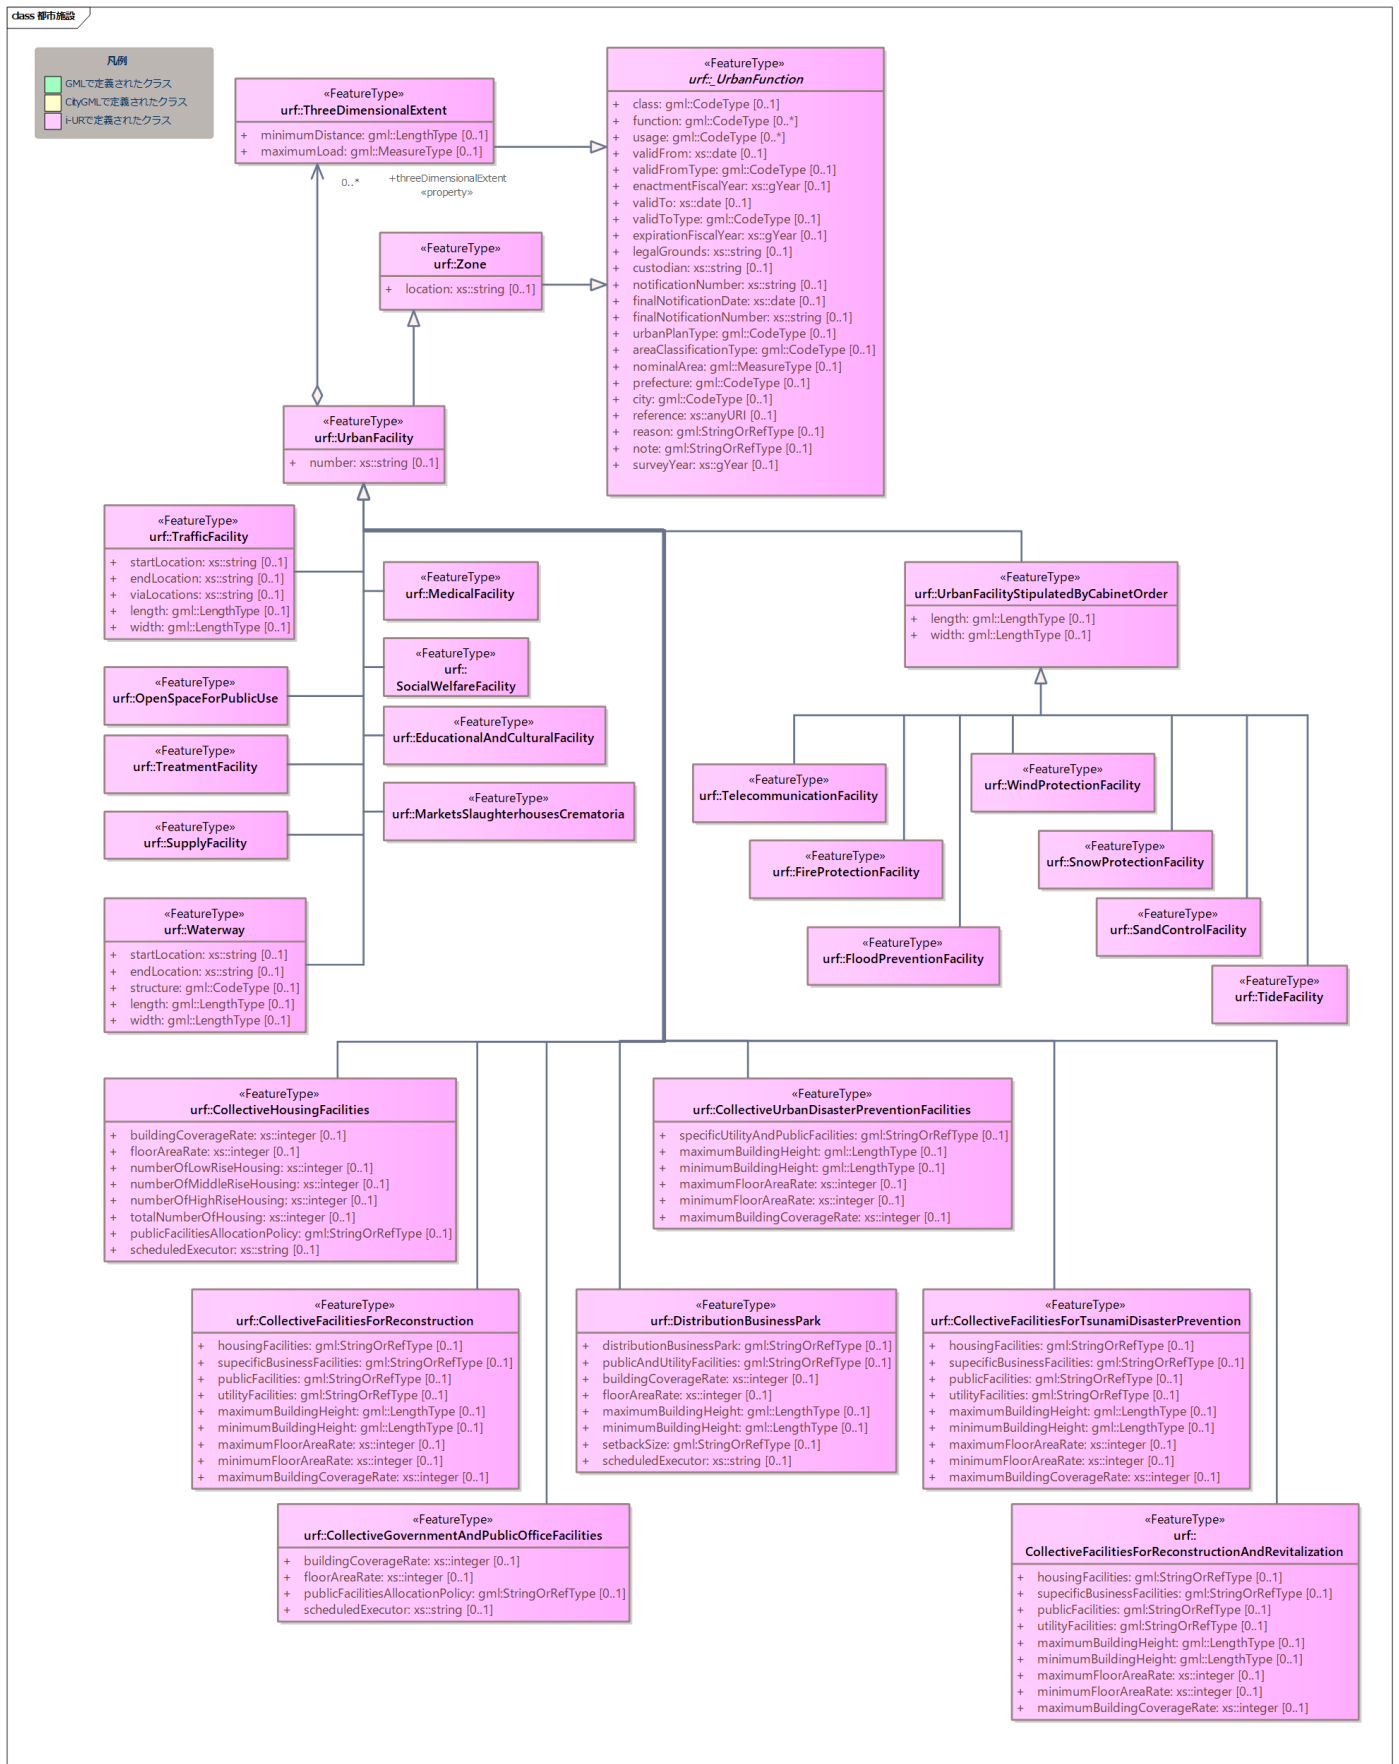 class 都市施設
凡例
GMLで定義されたクラス
CityGMLで定義されたクラス
i-URで定義されたクラス
«FeatureType»
urf::ThreeDimensionalExtent
+ minimumDistance: gml::LengthType [0..1]
+ maximumLoad: gml::MeasureType [0..1]
«FeatureType»
urf::_UrbanFunction
+ class: gml::CodeType [0..1]
+ function: gml::CodeType [0..*]
+ usage: gml::CodeType [0..*]
+ validFrom: xs::date [0..1]
+ validFromType: gml::CodeType [0..1]
+ enactmentFiscalYear: xs::gYear [0..1]
+ validTo: xs::date [0..1]
+ validToType: gml::CodeType [0..1]
+ expirationFiscalYear: xs::gYear [0..1]
+ legalGrounds: xs::string [0..1]
+ custodian: xs::string [0..1]
+ notificationNumber: xs::string [0..1]
+ finalNotificationDate: xs::date [0..1]
+ finalNotificationNumber: xs::string [0..1]
+ urbanPlanType: gml::CodeType [0..1]
+ areaClassificationType: gml::CodeType [0..1]
+ nominalArea: gml::MeasureType [0..1]
+ prefecture: gml::CodeType [0..1]
+ city: gml::CodeType [0..1]
+ reference: xs::anyURI [0..1]
+ reason: gml:StringOrRefType [0..1]
+ note: gml:StringOrRefType [0..1]
+ surveyYear: xs::gYear [0..1]
0..*
+threeDimensionalExtent
«property»
«FeatureType»
urf::Zone
+ location: xs::string [0..1]
«FeatureType»
urf::UrbanFacility
+ number: xs::string [0..1]
«FeatureType»
urf::TrafficFacility
+ startLocation: xs::string [0..1]
+ endLocation: xs::string [0..1]
+ viaLocations: xs::string [0..1]
+ length: gml::LengthType [0..1]
+ width: gml::LengthType [0..1]
«FeatureType»
urf::MedicalFacility
«FeatureType»
urf::
SocialWelfareFacility
«FeatureType»
urf::OpenSpaceForPublicUse
«FeatureType»
urf::EducationalAndCulturalFacility
«FeatureType»
urf::TreatmentFacility
«FeatureType»
urf::MarketsSlaughterhousesCrematoria
«FeatureType»
urf::SupplyFacility
«FeatureType»
urf::Waterway
+ startLocation: xs::string [0..1]
+ endLocation: xs::string [0..1]
+ structure: gml::CodeType [0..1]
+ length: gml::LengthType [0..1]
+ width: gml::LengthType [0..1]
«FeatureType»
urf::UrbanFacilityStipulatedByCabinetOrder
+ length: gml::LengthType [0..1]
+ width: gml::LengthType [0..1]
«FeatureType»
urf::TelecommunicationFacility
«FeatureType»
urf::WindProtectionFacility
«FeatureType»
urf::FireProtectionFacility
«FeatureType»
urf::SnowProtectionFacility
«FeatureType»
urf::FloodPreventionFacility
«FeatureType»
urf::SandControlFacility
«FeatureType»
urf::TideFacility
«FeatureType»
urf::CollectiveHousingFacilities
+ buildingCoverageRate: xs::integer [0..1]
+ floorAreaRate: xs::integer [0..1]
+ numberOfLowRiseHousing: xs::integer [0..1]
+ numberOfMiddleRiseHousing: xs::integer [0..1]
+ numberOfHighRiseHousing: xs::integer [0..1]
+ totalNumberOfHousing: xs::integer [0..1]
+ publicFacilitiesAllocationPolicy: gml:StringOrRefType [0..1]
+ scheduledExecutor: xs::string [0..1]
«FeatureType»
urf::CollectiveUrbanDisasterPreventionFacilities
+ specificUtilityAndPublicFacilities: gml:StringOrRefType [0..1]
+ maximumBuildingHeight: gml::LengthType [0..1]
+ minimumBuildingHeight: gml::LengthType [0..1]
+ maximumFloorAreaRate: xs::integer [0..1]
+ minimumFloorAreaRate: xs::integer [0..1]
+ maximumBuildingCoverageRate: xs::integer [0..1]
«FeatureType»
urf::CollectiveFacilitiesForReconstruction
+ housingFacilities: gml:StringOrRefType [0..1]
+ supecificBusinessFacilities: gml:StringOrRefType [0..1]
+ publicFacilities: gml:StringOrRefType [0..1]
+ utilityFacilities: gml:StringOrRefType [0..1]
+ maximumBuildingHeight: gml::LengthType [0..1]
+ minimumBuildingHeight: gml::LengthType [0..1]
+ maximumFloorAreaRate: xs::integer [0..1]
+ minimumFloorAreaRate: xs::integer [0..1]
+ maximumBuildingCoverageRate: xs::integer [0..1]
«FeatureType»
urf::DistributionBusinessPark
+ distributionBusinessPark: gml:StringOrRefType [0..1]
+ publicAndUtilityFacilities: gml:StringOrRefType [0..1]
+ buildingCoverageRate: xs::integer [0..1]
+ floorAreaRate: xs::integer [0..1]
+ maximumBuildingHeight: gml::LengthType [0..1]
+ minimumBuildingHeight: gml::LengthType [0..1]
+ setbackSize: gml:StringOrRefType [0..1]
+ scheduledExecutor: xs::string [0..1]
«FeatureType»
urf::CollectiveFacilitiesForTsunamiDisasterPrevention
+ housingFacilities: gml:StringOrRefType [0..1]
+ supecificBusinessFacilities: gml:StringOrRefType [0..1]
+ publicFacilities: gml:StringOrRefType [0..1]
+ utilityFacilities: gml:StringOrRefType [0..1]
+ maximumBuildingHeight: gml::LengthType [0..1]
+ minimumBuildingHeight: gml::LengthType [0..1]
+ maximumFloorAreaRate: xs::integer [0..1]
+ minimumFloorAreaRate: xs::integer [0..1]
+ maximumBuildingCoverageRate: xs::integer [0..1]
«FeatureType»
urf::CollectiveGovernmentAndPublicOfficeFacilities
+ buildingCoverageRate: xs::integer [0..1]
+ floorAreaRate: xs::integer [0..1]
+ publicFacilitiesAllocationPolicy: gml:StringOrRefType [0..1]
+ scheduledExecutor: xs::string [0..1]
«FeatureType»
urf::
CollectiveFacilitiesForReconstructionAndRevitalization
+ housingFacilities: gml:StringOrRefType [0..1]
+ supecificBusinessFacilities: gml:StringOrRefType [0..1]
+ publicFacilities: gml:StringOrRefType [0..1]
+ utilityFacilities: gml:StringOrRefType [0..1]
+ maximumBuildingHeight: gml::LengthType [0..1]
+ minimumBuildingHeight: gml::LengthType [0..1]
+ maximumFloorAreaRate: xs::integer [0..1]
+ minimumFloorAreaRate: xs::integer [0..1]
+ maximumBuildingCoverageRate: xs::integer [0..1]